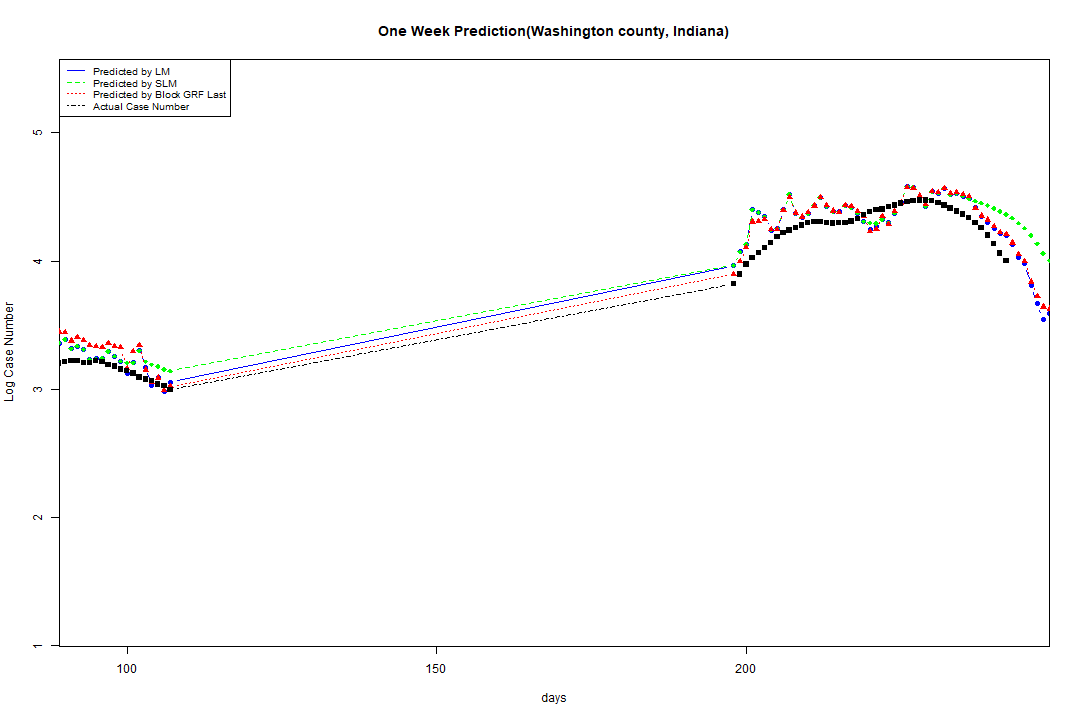 One Week Prediction(Washington county, Indiana)
Predicted by LM
Predicted by SLM
Predicted by Block GRF Last
Actual Case Number
5
4
3
2
1
Log Case Number
100
150
200
days